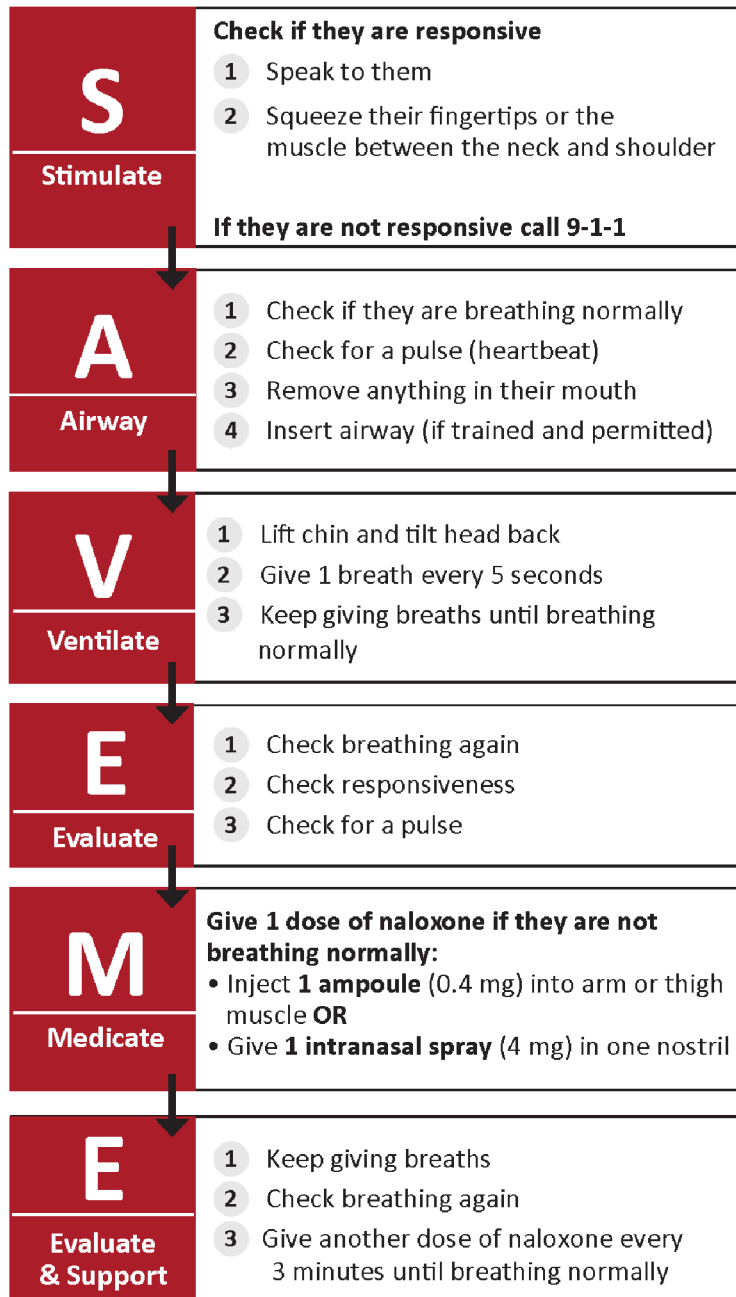 S
Stimulate
Check if they are responsive
1 Speak to them
2 Squeeze their fingertips or the
muscle between the neck and shoulder
If they are not responsive call 9-1-1
A
Airway
1 Check if they are breathing normally
2 Check for a pulse (heartbeat)
3 Remove anything in their mouth
4 Insert airway (if trained and permitted)
V
Ventilate
1 Lift chin and tilt head back
2 Give 1 breath every 5 seconds
3 Keep giving breaths until breathing
normally
E
Evaluate
1 Check breathing again
2 Check responsiveness
3 Check for a pulse
M
Medicate
Give 1 dose of naloxone if they are not
breathing normally:
• Inject 1 ampoule (0.4 mg) into arm or thigh
muscle OR
• Give 1 intranasal spray (4 mg) in one nostril
E
Evaluate
& Support
1 Keep giving breaths
2 Check breathing again
3 Give another dose of naloxone every
3 minutes until breathing normally